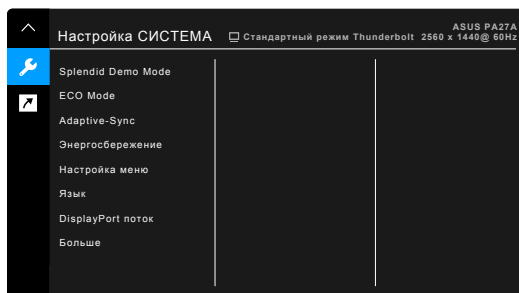 ASUS PA27A
Настройка СИСТЕМА Стандартный режим Thunderbolt 2560 x 1440@ 60Hz
Splendid Demo Mode
ECO Mode
Adaptive-Sync
Энергосбережение
Настройка меню
Язык
DisplayPort поток
Больше